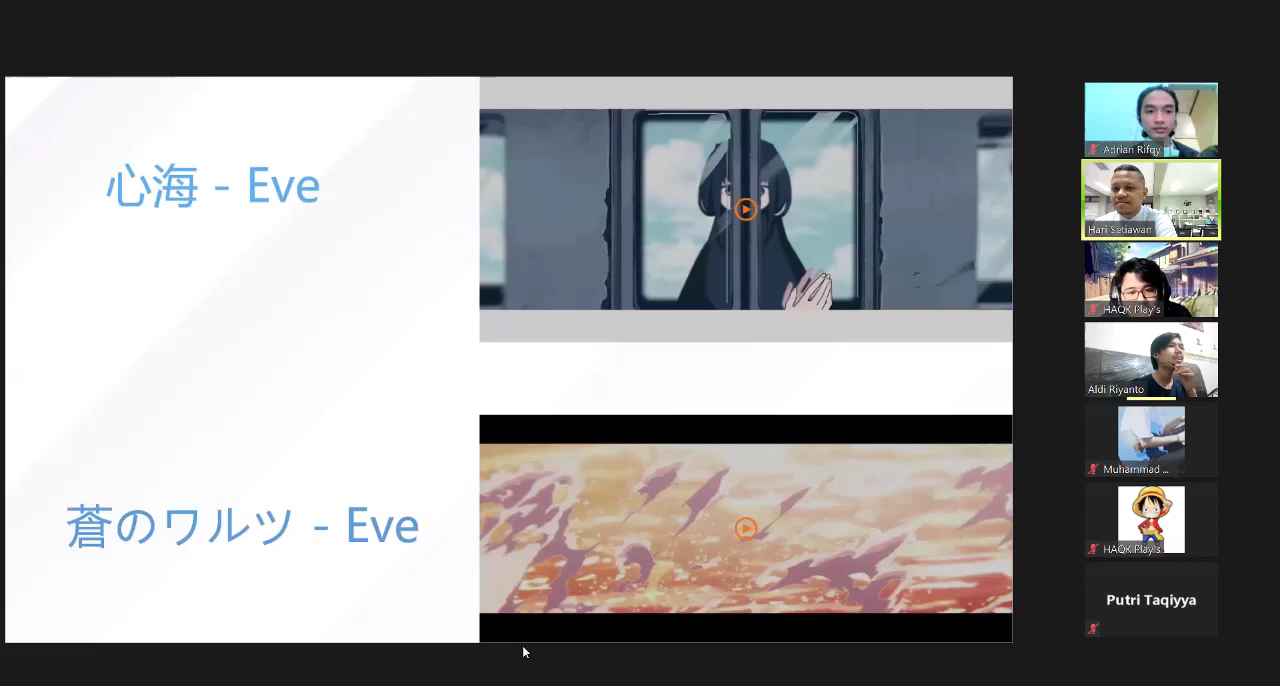 心海 - Eve
蒼のワルツ - Eve
Adrian Rifqy
Hari Setiawan
HAQK Play's
Aldi Riyanto
Muhammad ...
HAQK Play's
Putri Taqiyya